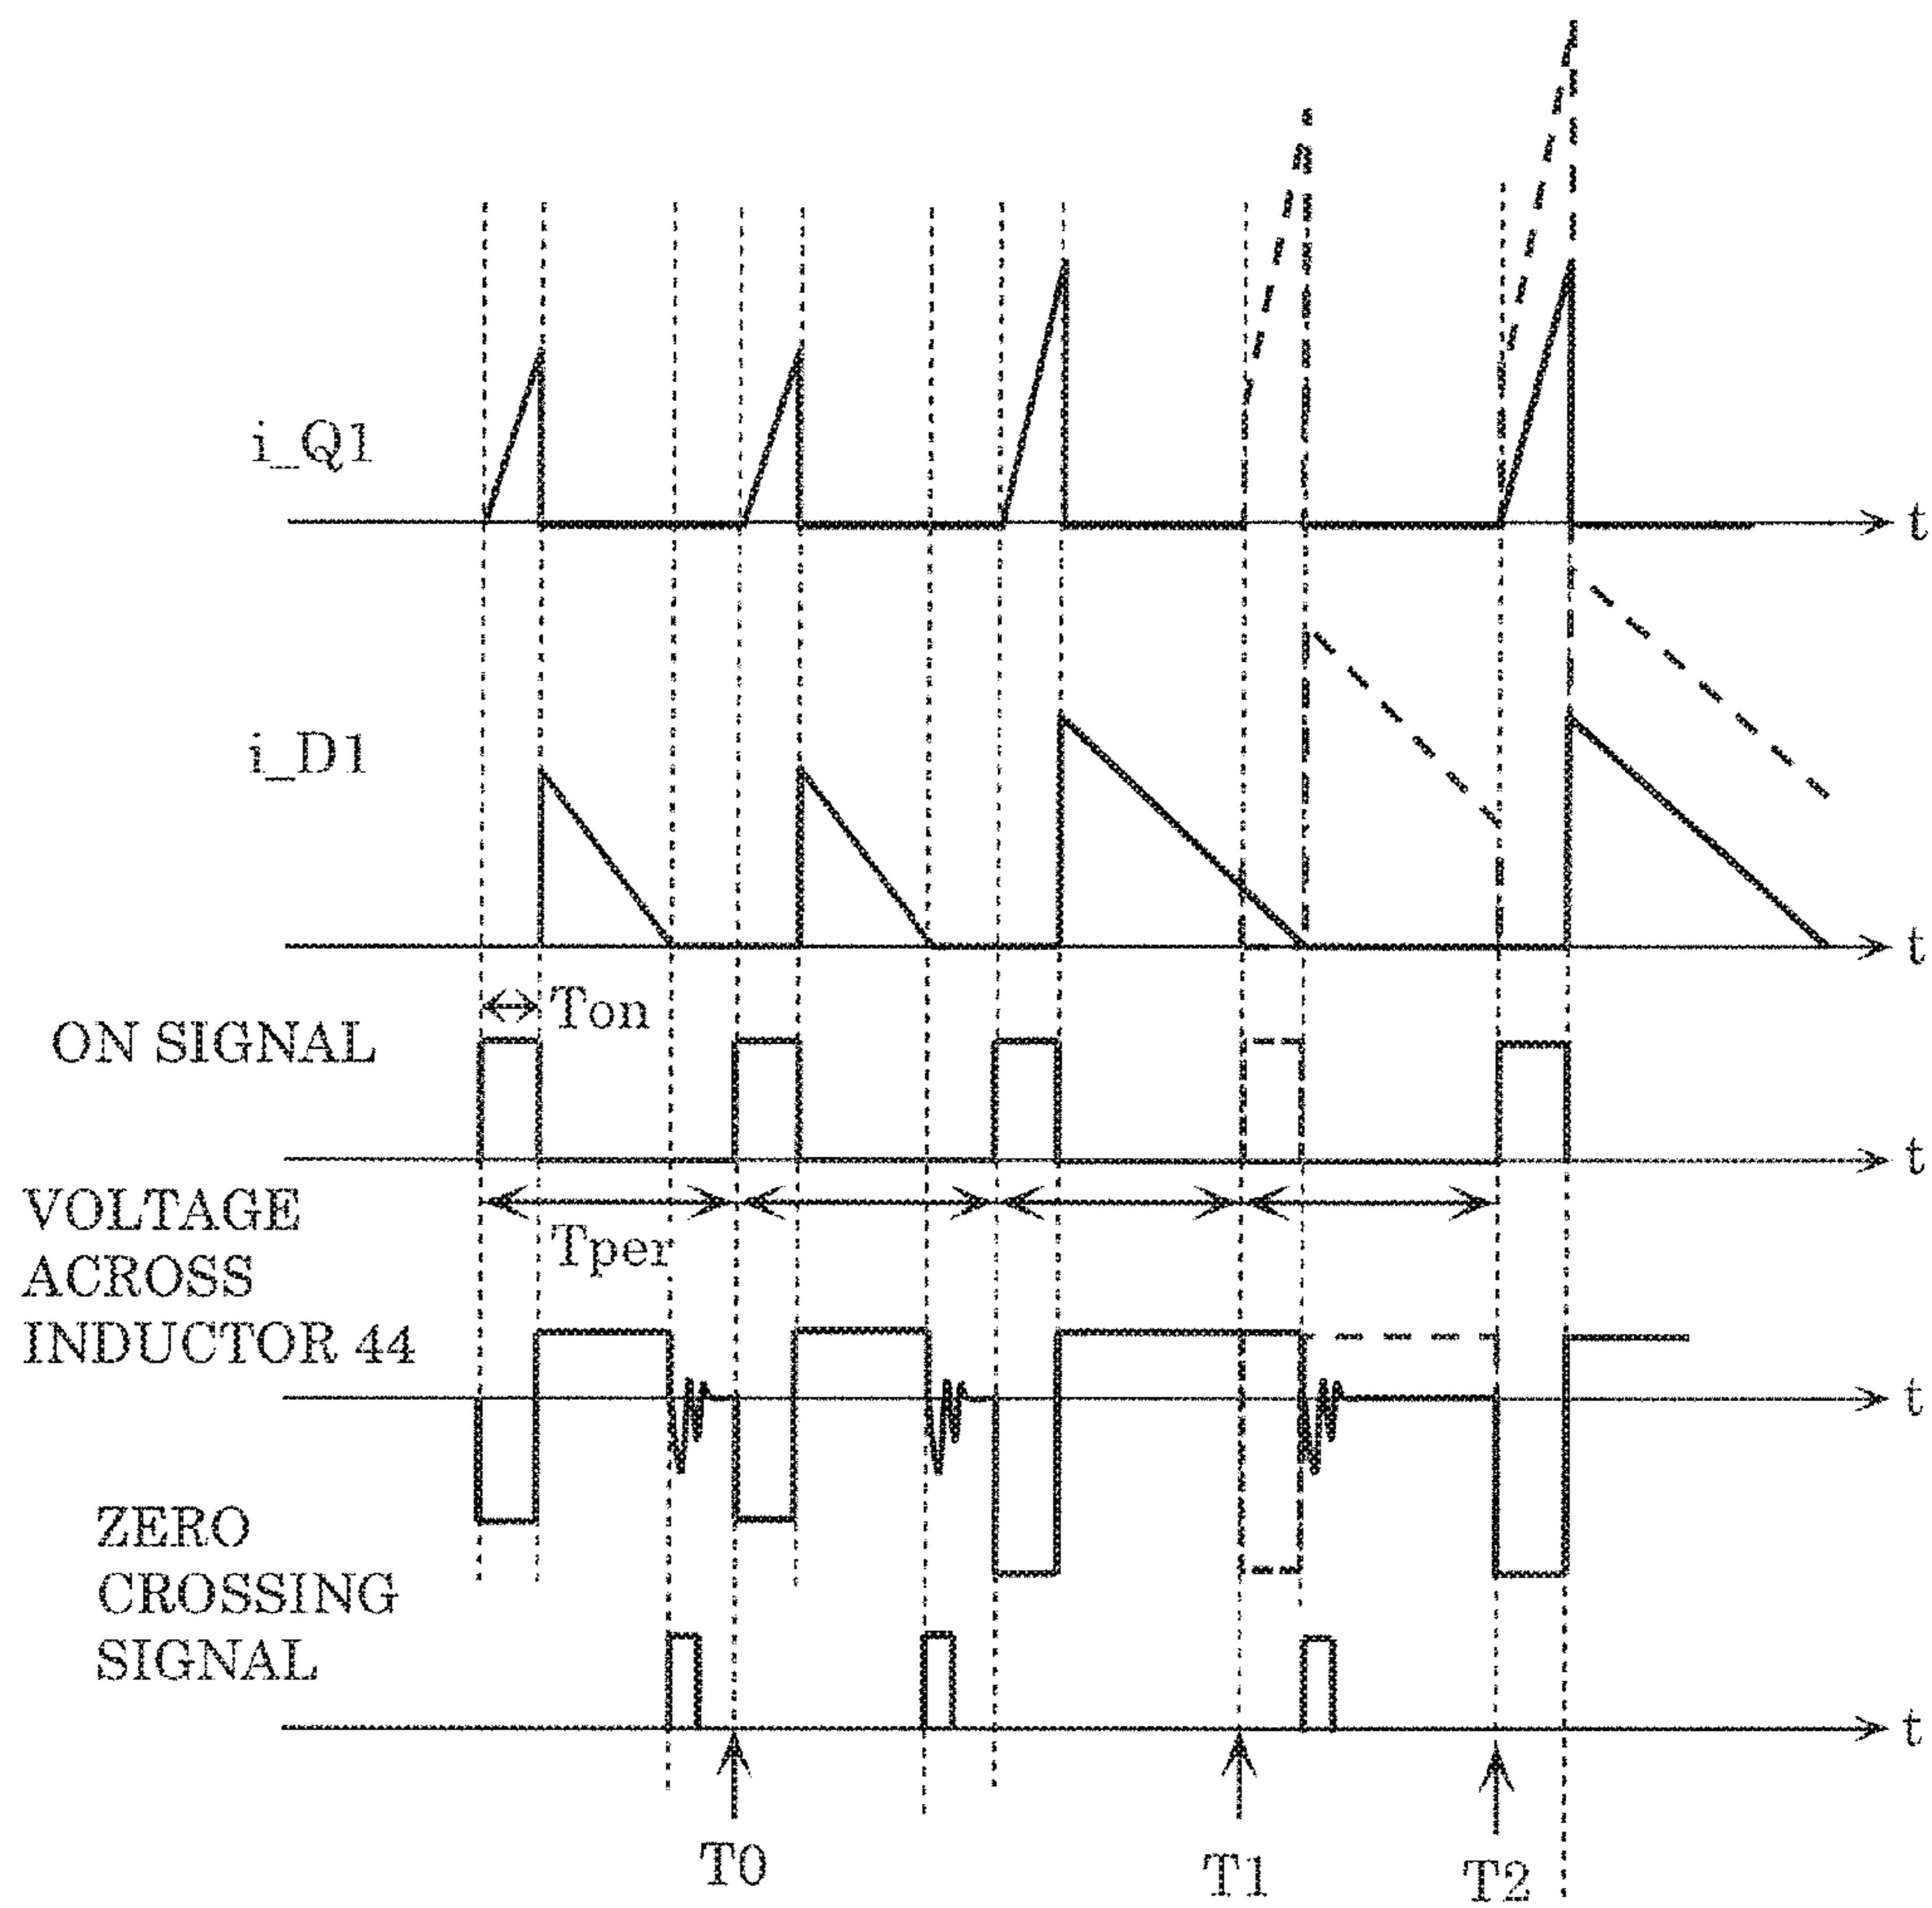 i_Q1
t
i_D1
t
Ton
ON SIGNAL
t
VOLTAGE
ACROSS
INDUCTOR 44
Tper
t
ZERO
CROSSING
SIGNAL
t
T0
T1
T2